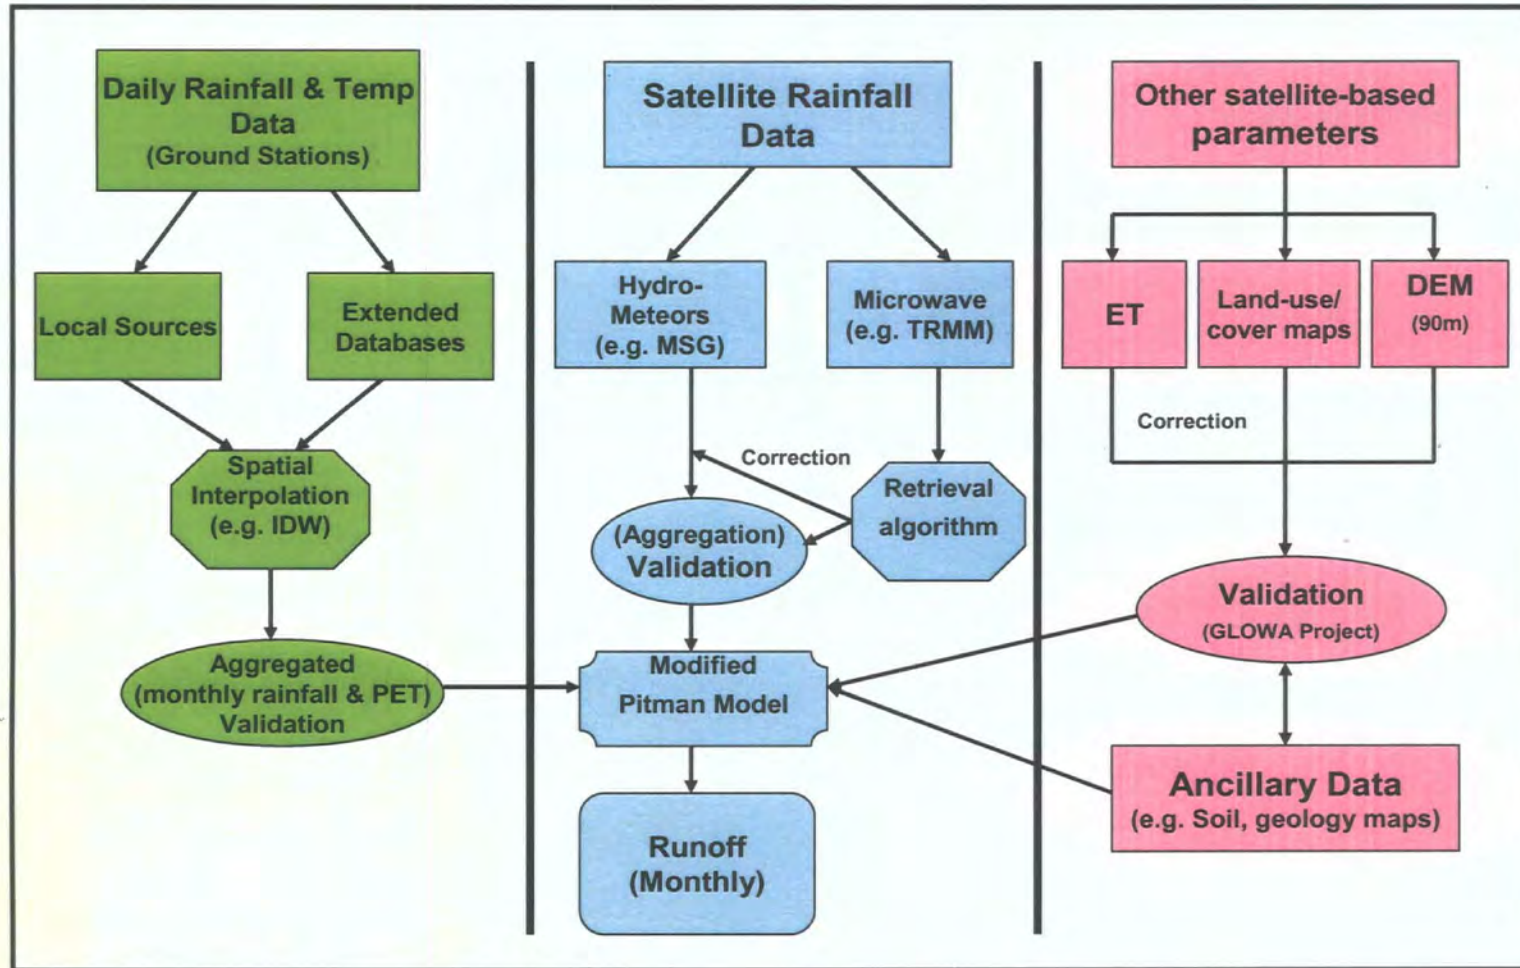 Daily Rainfall & Temp
Data
(Ground Stations)
Local Sources
Extended
Databases
Spatial
Interpolation
(e.g. IDW)
Aggregated
(monthly rainfall & PET)
Validation
Satellite Rainfall
Data
Hydro-
Meteors
(e.g. MSG)
Microwave
(e.g. TRMM)
Correction
Retrieval
algorithm
(Aggregation)
Validation
Modified
Pitman Model
Runoff
(Monthly)
Other satellite-based
parameters
ET
Land-use/
cover maps
DEM
(90m)
Correction
Validation
(GLOWA Project)
Ancillary Data
(e.g. Soil, geology maps)